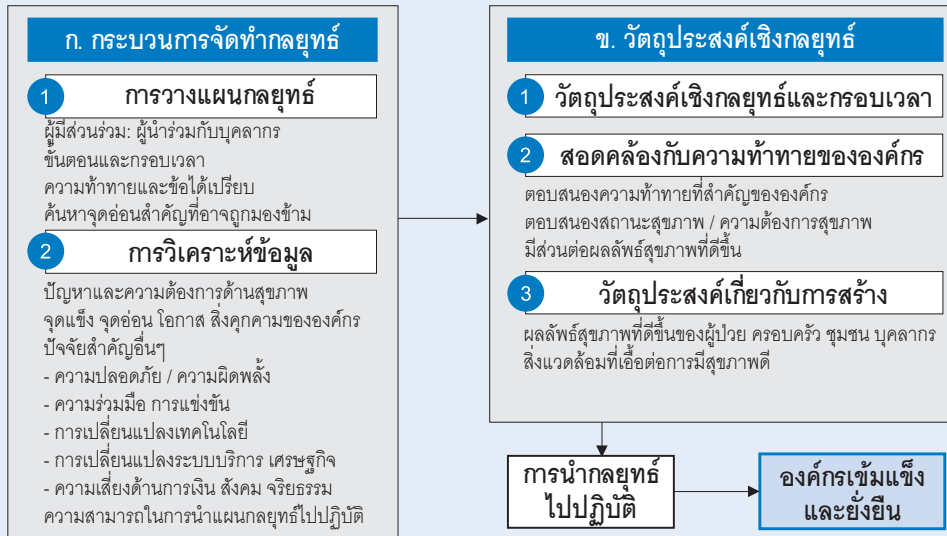 ก. กระบวนการจัดทำกลยุทธ์
1 การวางแผนกลยุทธ์
ผู้มีส่วนร่วม: ผู้นำร่วมกับบุคลากร
ขั้นตอนและกรอบเวลา
ความท้าทายและข้อได้เปรียบ
ค้นหาจุดอ่อนสำคัญที่อาจถูกมองข้าม
2 การวิเคราะห์ข้อมูล
ปัญหาและความต้องการด้านสุขภาพ
จุดแข็ง จุดอ่อน โอกาส สิ่งคุกคามขององค์กร
ปัจจัยสำคัญอื่นๆ
- ความปลอดภัย / ความผิดพลั้ง
- ความร่วมมือ การแข่งขัน
- การเปลี่ยนแปลงเทคโนโลยี
- การเปลี่ยนแปลงระบบบริการ เศรษฐกิจ
- ความเสี่ยงด้านการเงิน สังคม จริยธรรม
ความสามารถในการนำแผนกลยุทธ์ไปปฏิบัติ
ข. วัตถุประสงค์เชิงกลยุทธ์
1 วัตถุประสงค์เชิงกลยุทธ์และกรอบเวลา
2 สอดคล้องกับความท้าทายขององค์กร
ตอบสนองความท้าทายที่สำคัญขององค์กร
ตอบสนองสถานะสุขภาพ / ความต้องการสุขภาพ
มีส่วนต่อผลลัพธ์สุขภาพที่ดีขึ้น
3 วัตถุประสงค์เกี่ยวกับการสร้าง
ผลลัพธ์สุขภาพที่ดีขึ้นของผู้ป่วย ครอบครัว ชุมชน บุคลากร
สิ่งแวดล้อมที่เอื้อต่อการมีสุขภาพดี
การนำกลยุทธ์
ไปปฏิบัติ
องค์กรเข้มแข็ง
และยั่งยืน